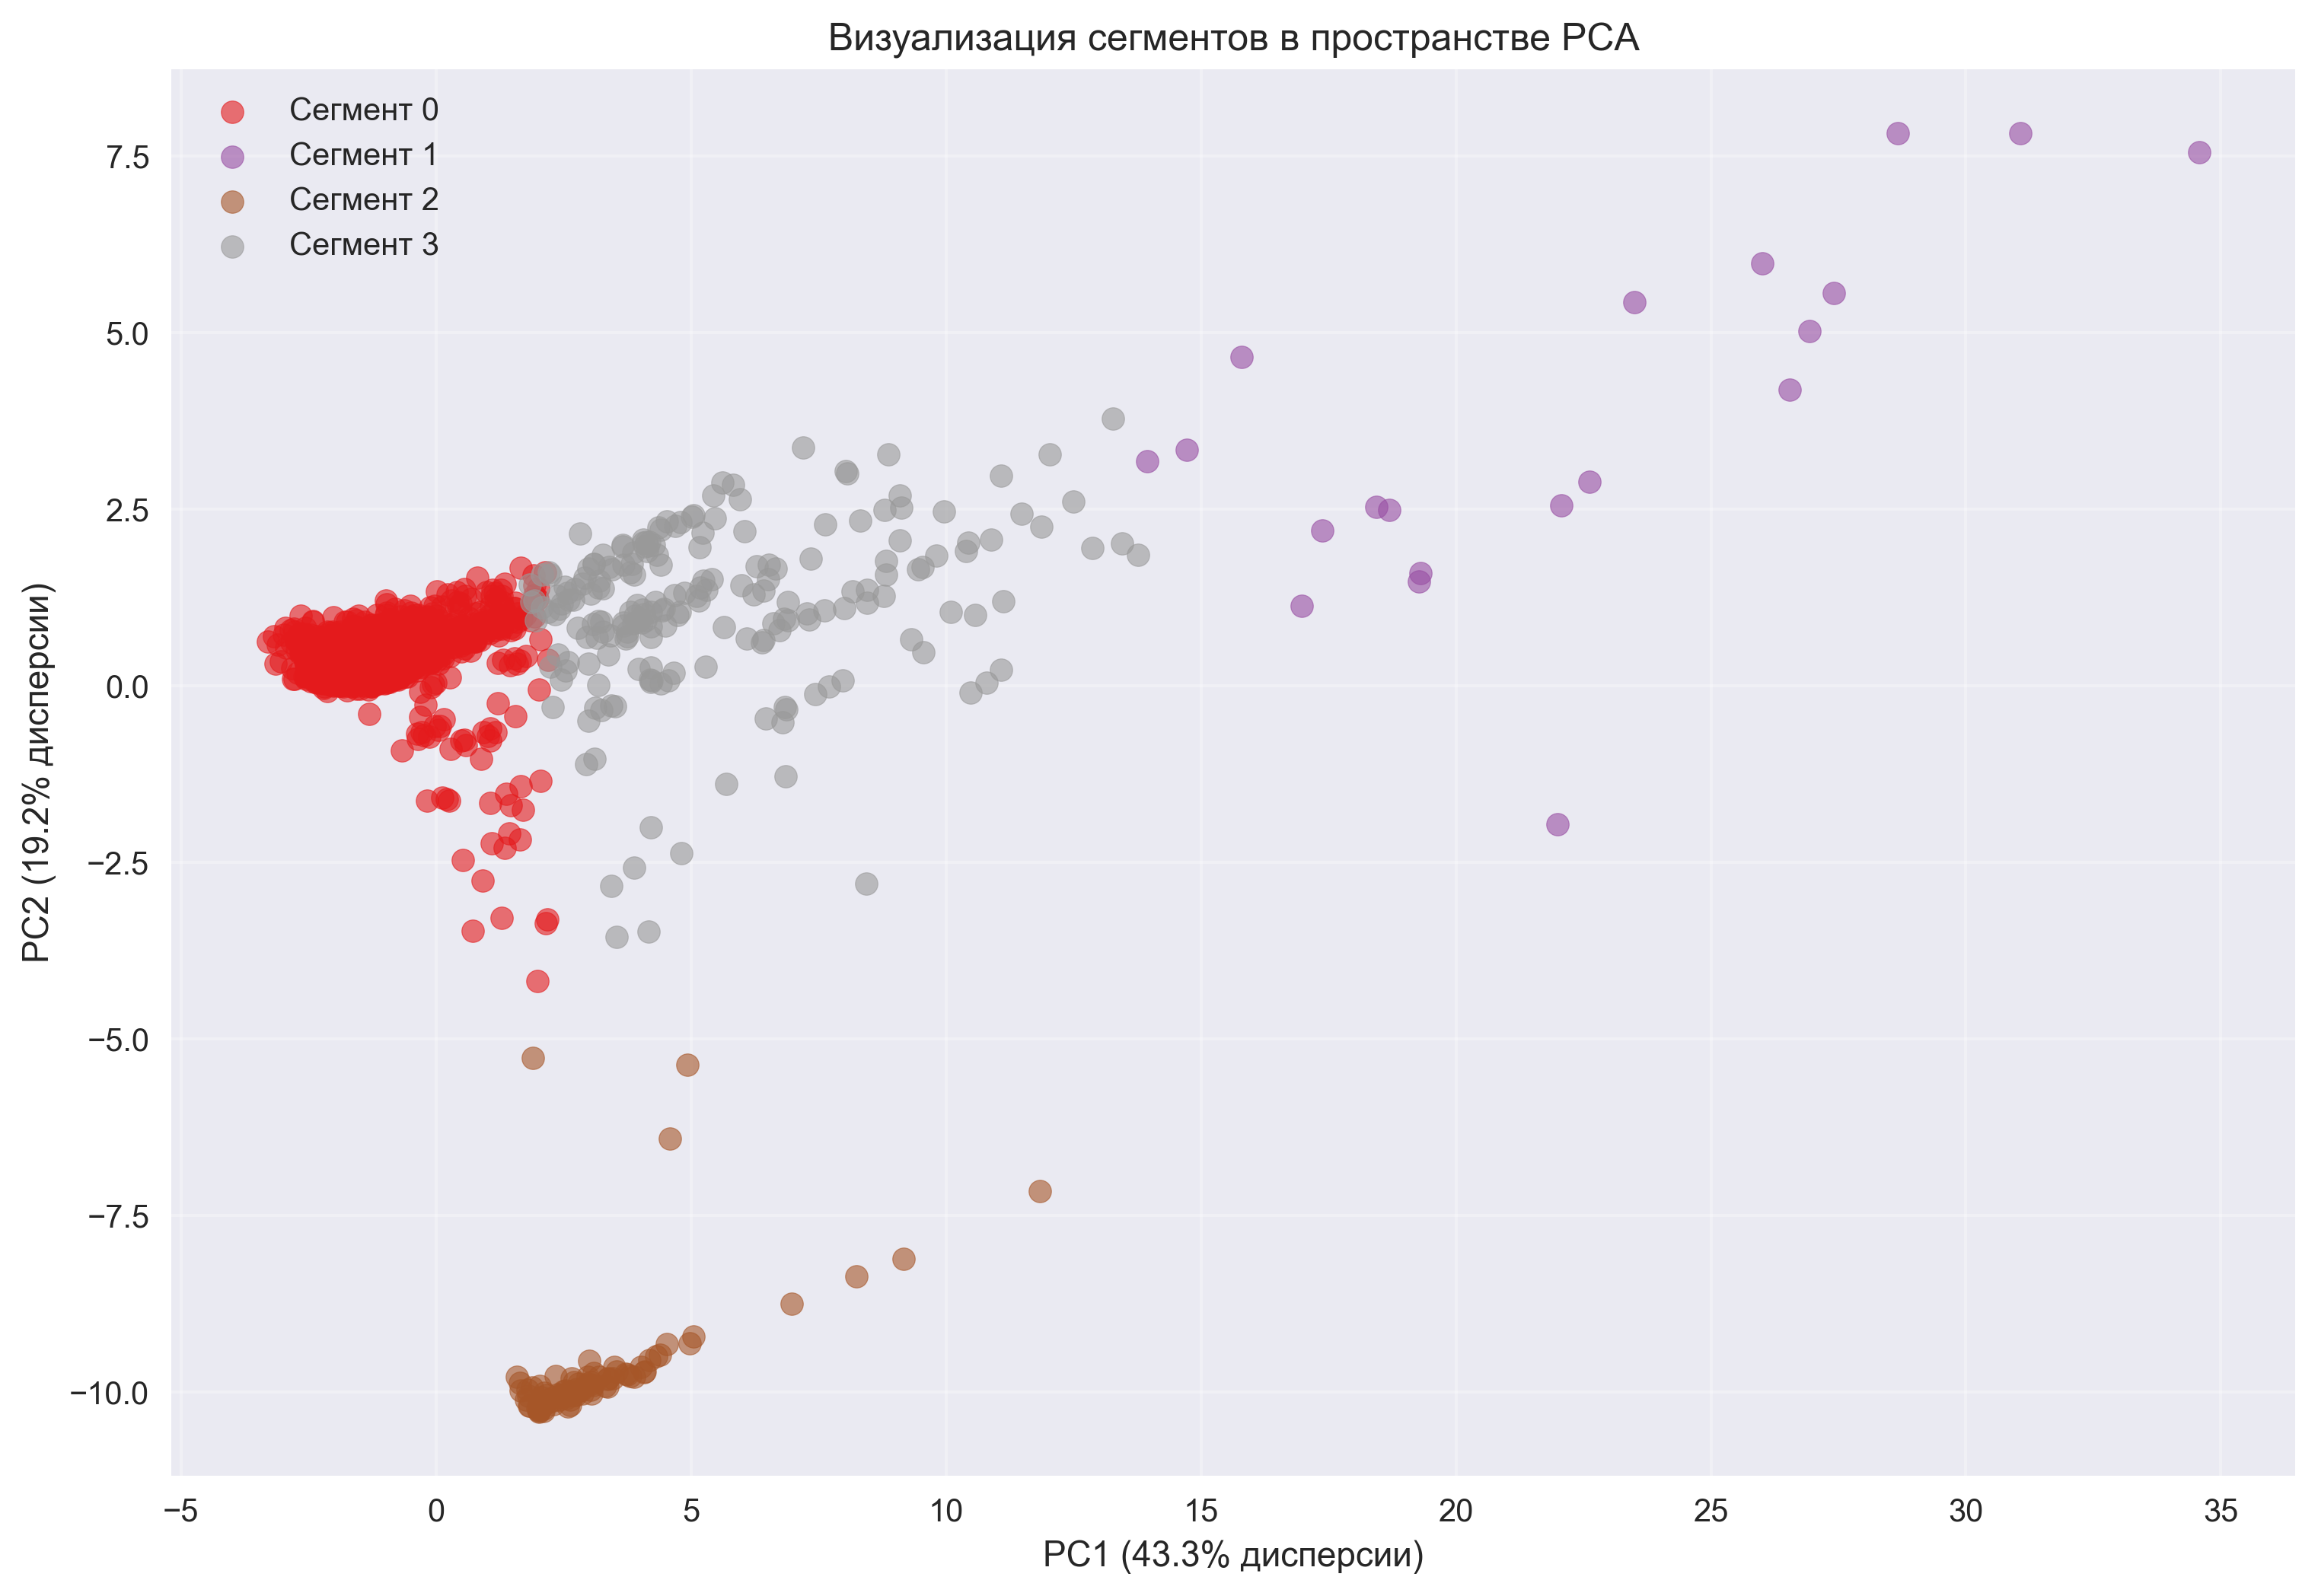 Визуализация сегментов в пространстве PCA
Сегмент 0
Сегмент 1
Сегмент 2
Сегмент 3
7.5
5.0
2.5
0.0
−2.5
−5.0
−7.5
−10.0
PC2 (19.2% дисперсии)
−5 0 5 10 15 20 25 30 35
PC1 (43.3% дисперсии)